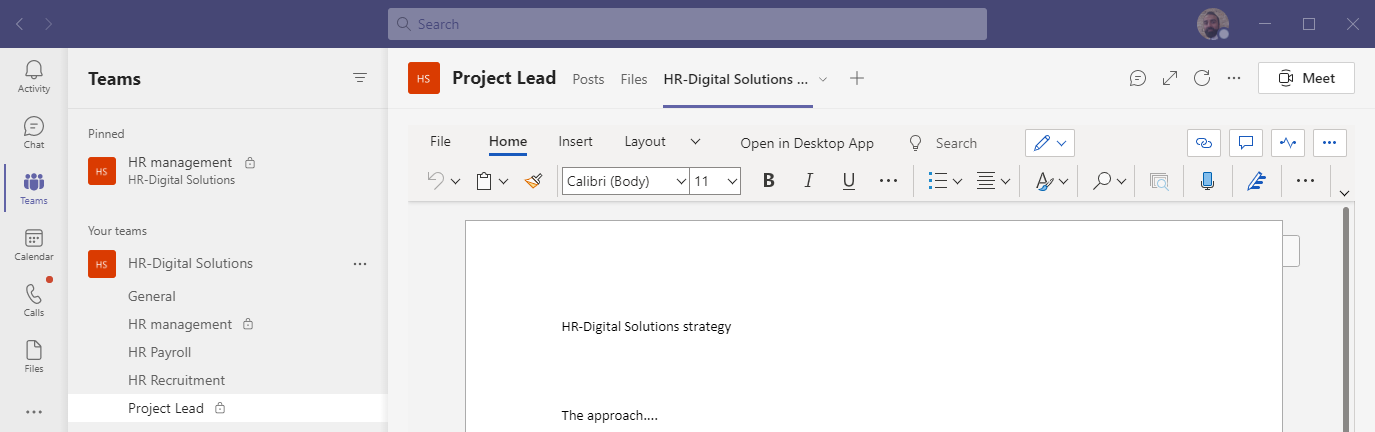 Search
Activity
Chat
Teams
Calendar
Calls
Files
Teams
Pinned
HS
HR management
HR-Digital Solutions
Your teams
HS
HR-Digital Solutions
General
HR management
HR Payroll
HR Recruitment
Project Lead
HS Project Lead Posts Files HR-Digital Solutions ... Meet
File Home Insert Layout Open in Desktop App Search
Calibri (Body) 11 B I U
HR-Digital Solutions strategy
The approach....